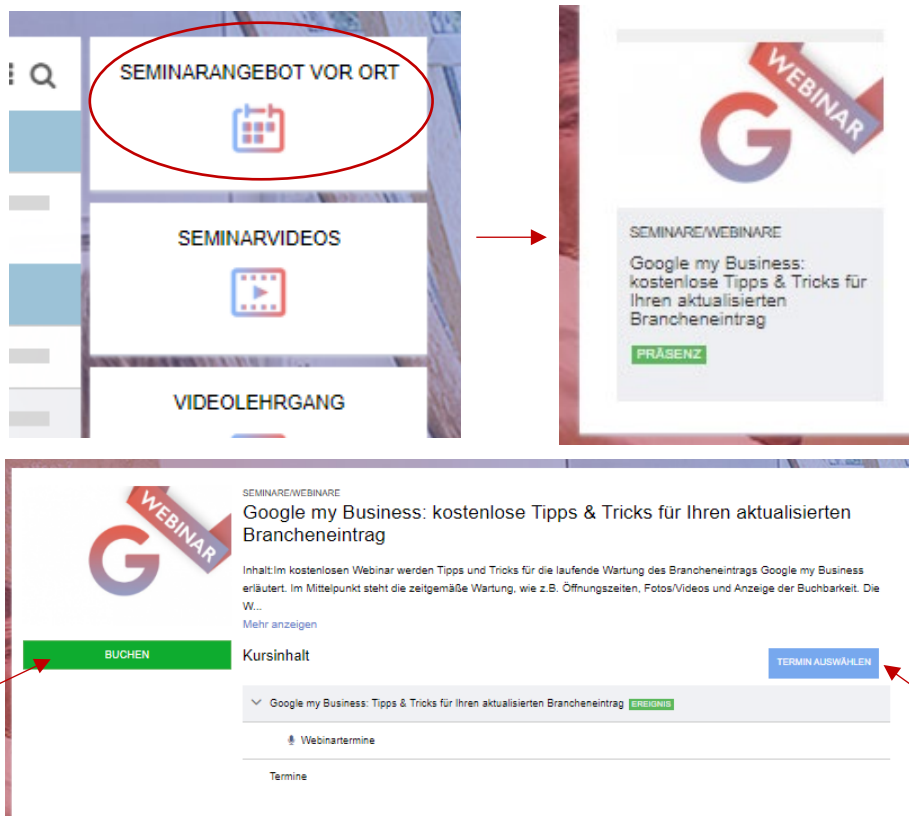 SEMINARANGEBOT VOR ORT
SEMINARVIDEOS
VIDEOLEHRGANG
WEBINAR
G
SEMINARE/WEBINARE
Google my Business:
kostenlose Tipps & Tricks für
Ihren aktualisierten
Brancheneintrag
PRÄSENZ
WEBINAR
G
BUCHEN
SEMINARE/WEBINARE
Google my Business: kostenlose Tipps & Tricks für Ihren aktualisierten
Brancheneintrag
Inhalt:Im kostenlosen Webinar werden Tipps und Tricks für die laufende Wartung des Brancheneintrags Google my Business
erläutert. Im Mittelpunkt steht die zeitgemäße Wartung, wie z.B. Öffnungszeiten, Fotos/Videos und Anzeige der Buchbarkeit. Die
W...
Mehr anzeigen
Kursinhalt
TERMIN AUSWÄHLEN
Google my Business: Tipps & Tricks für Ihren aktualisierten Brancheneintrag EREIGNIS
Webinartermine
Termine